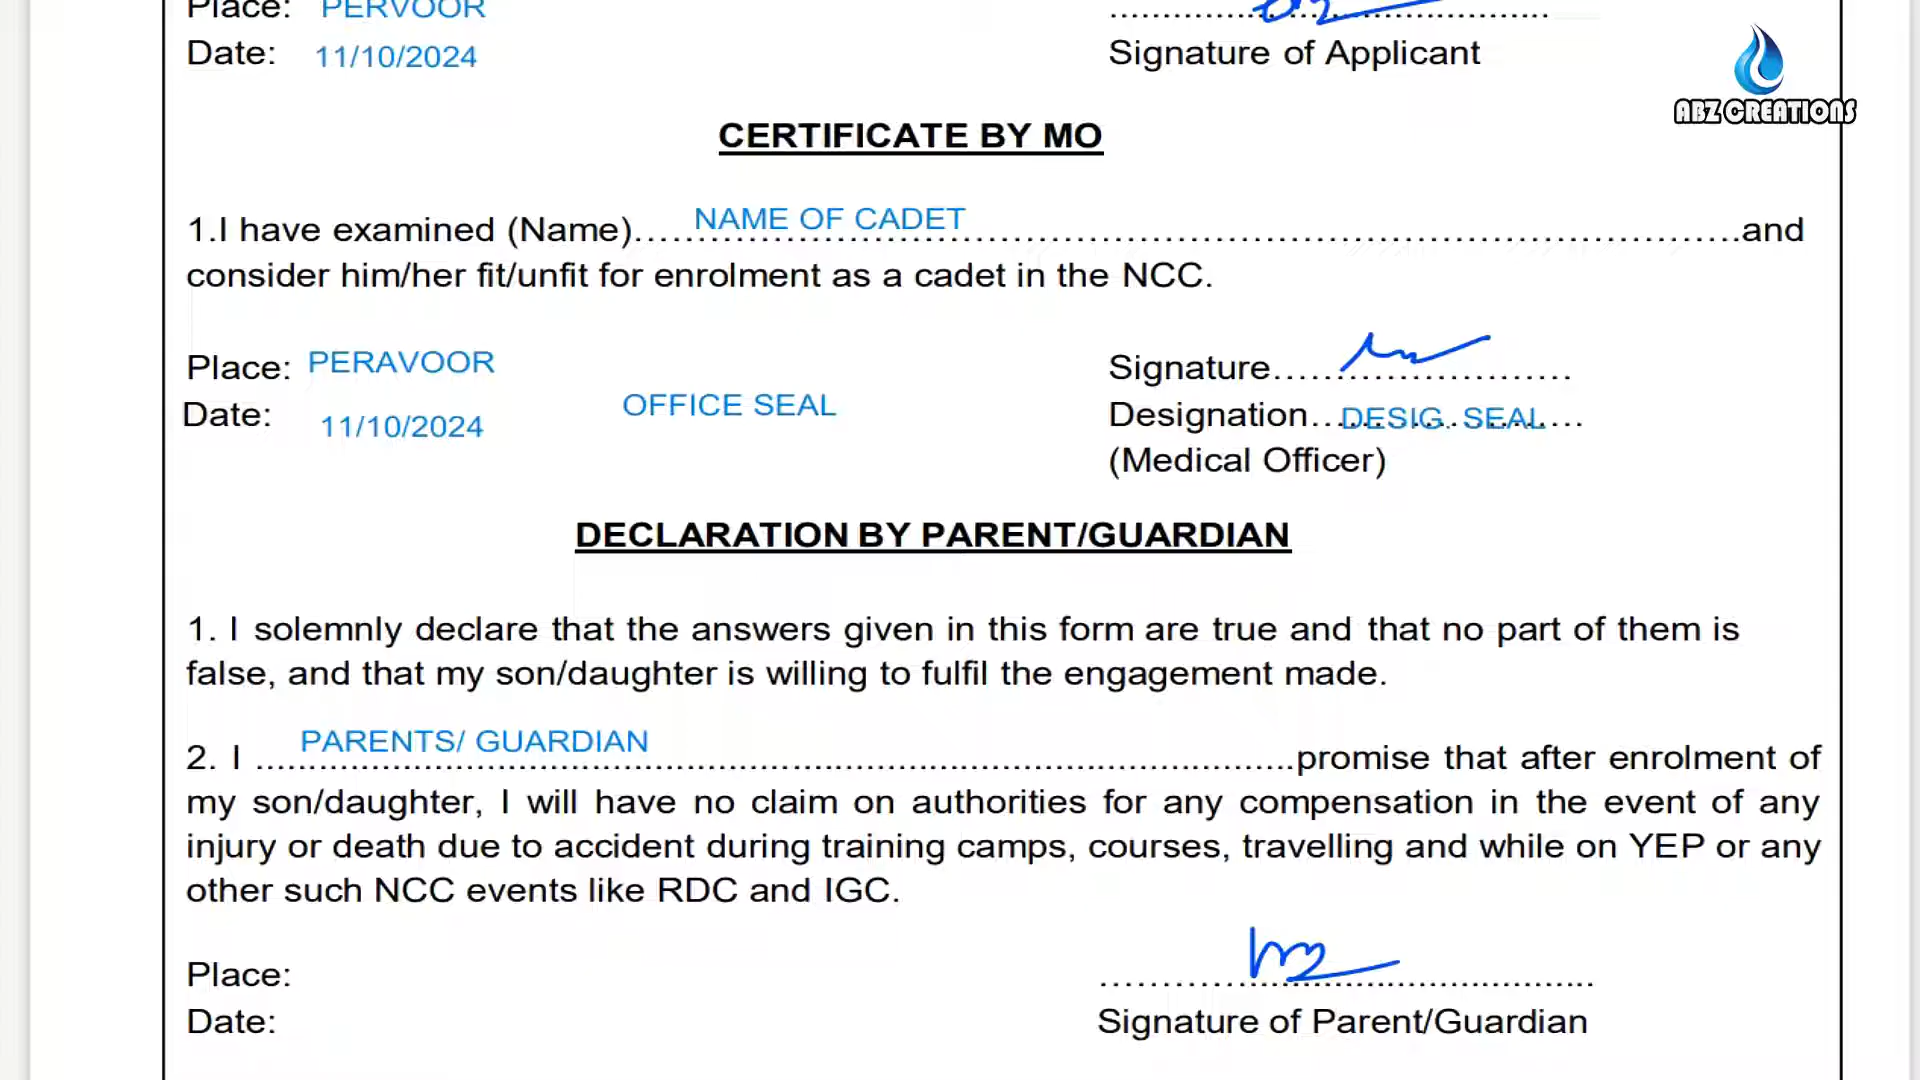 Place: PERVOOR
Date: 11/10/2024
Signature of Applicant
ABZ CREATIONS
CERTIFICATE BY MO
1.I have examined (Name)....NAME OF CADET....and
consider him/her fit/unfit for enrolment as a cadet in the NCC.
Place: PERAVOOR
Signature........................
Date: 11/10/2024
OFFICE SEAL
Designation...DESIG. SEAL...
(Medical Officer)
DECLARATION BY PARENT/GUARDIAN
1. I solemnly declare that the answers given in this form are true and that no part of them is
false, and that my son/daughter is willing to fulfil the engagement made.
2. I ....PARENTS/ GUARDIAN....promise that after enrolment of
my son/daughter, I will have no claim on authorities for any compensation in the event of any
injury or death due to accident during training camps, courses, travelling and while on YEP or any
other such NCC events like RDC and IGC.
Place:
Date:
Signature of Parent/Guardian